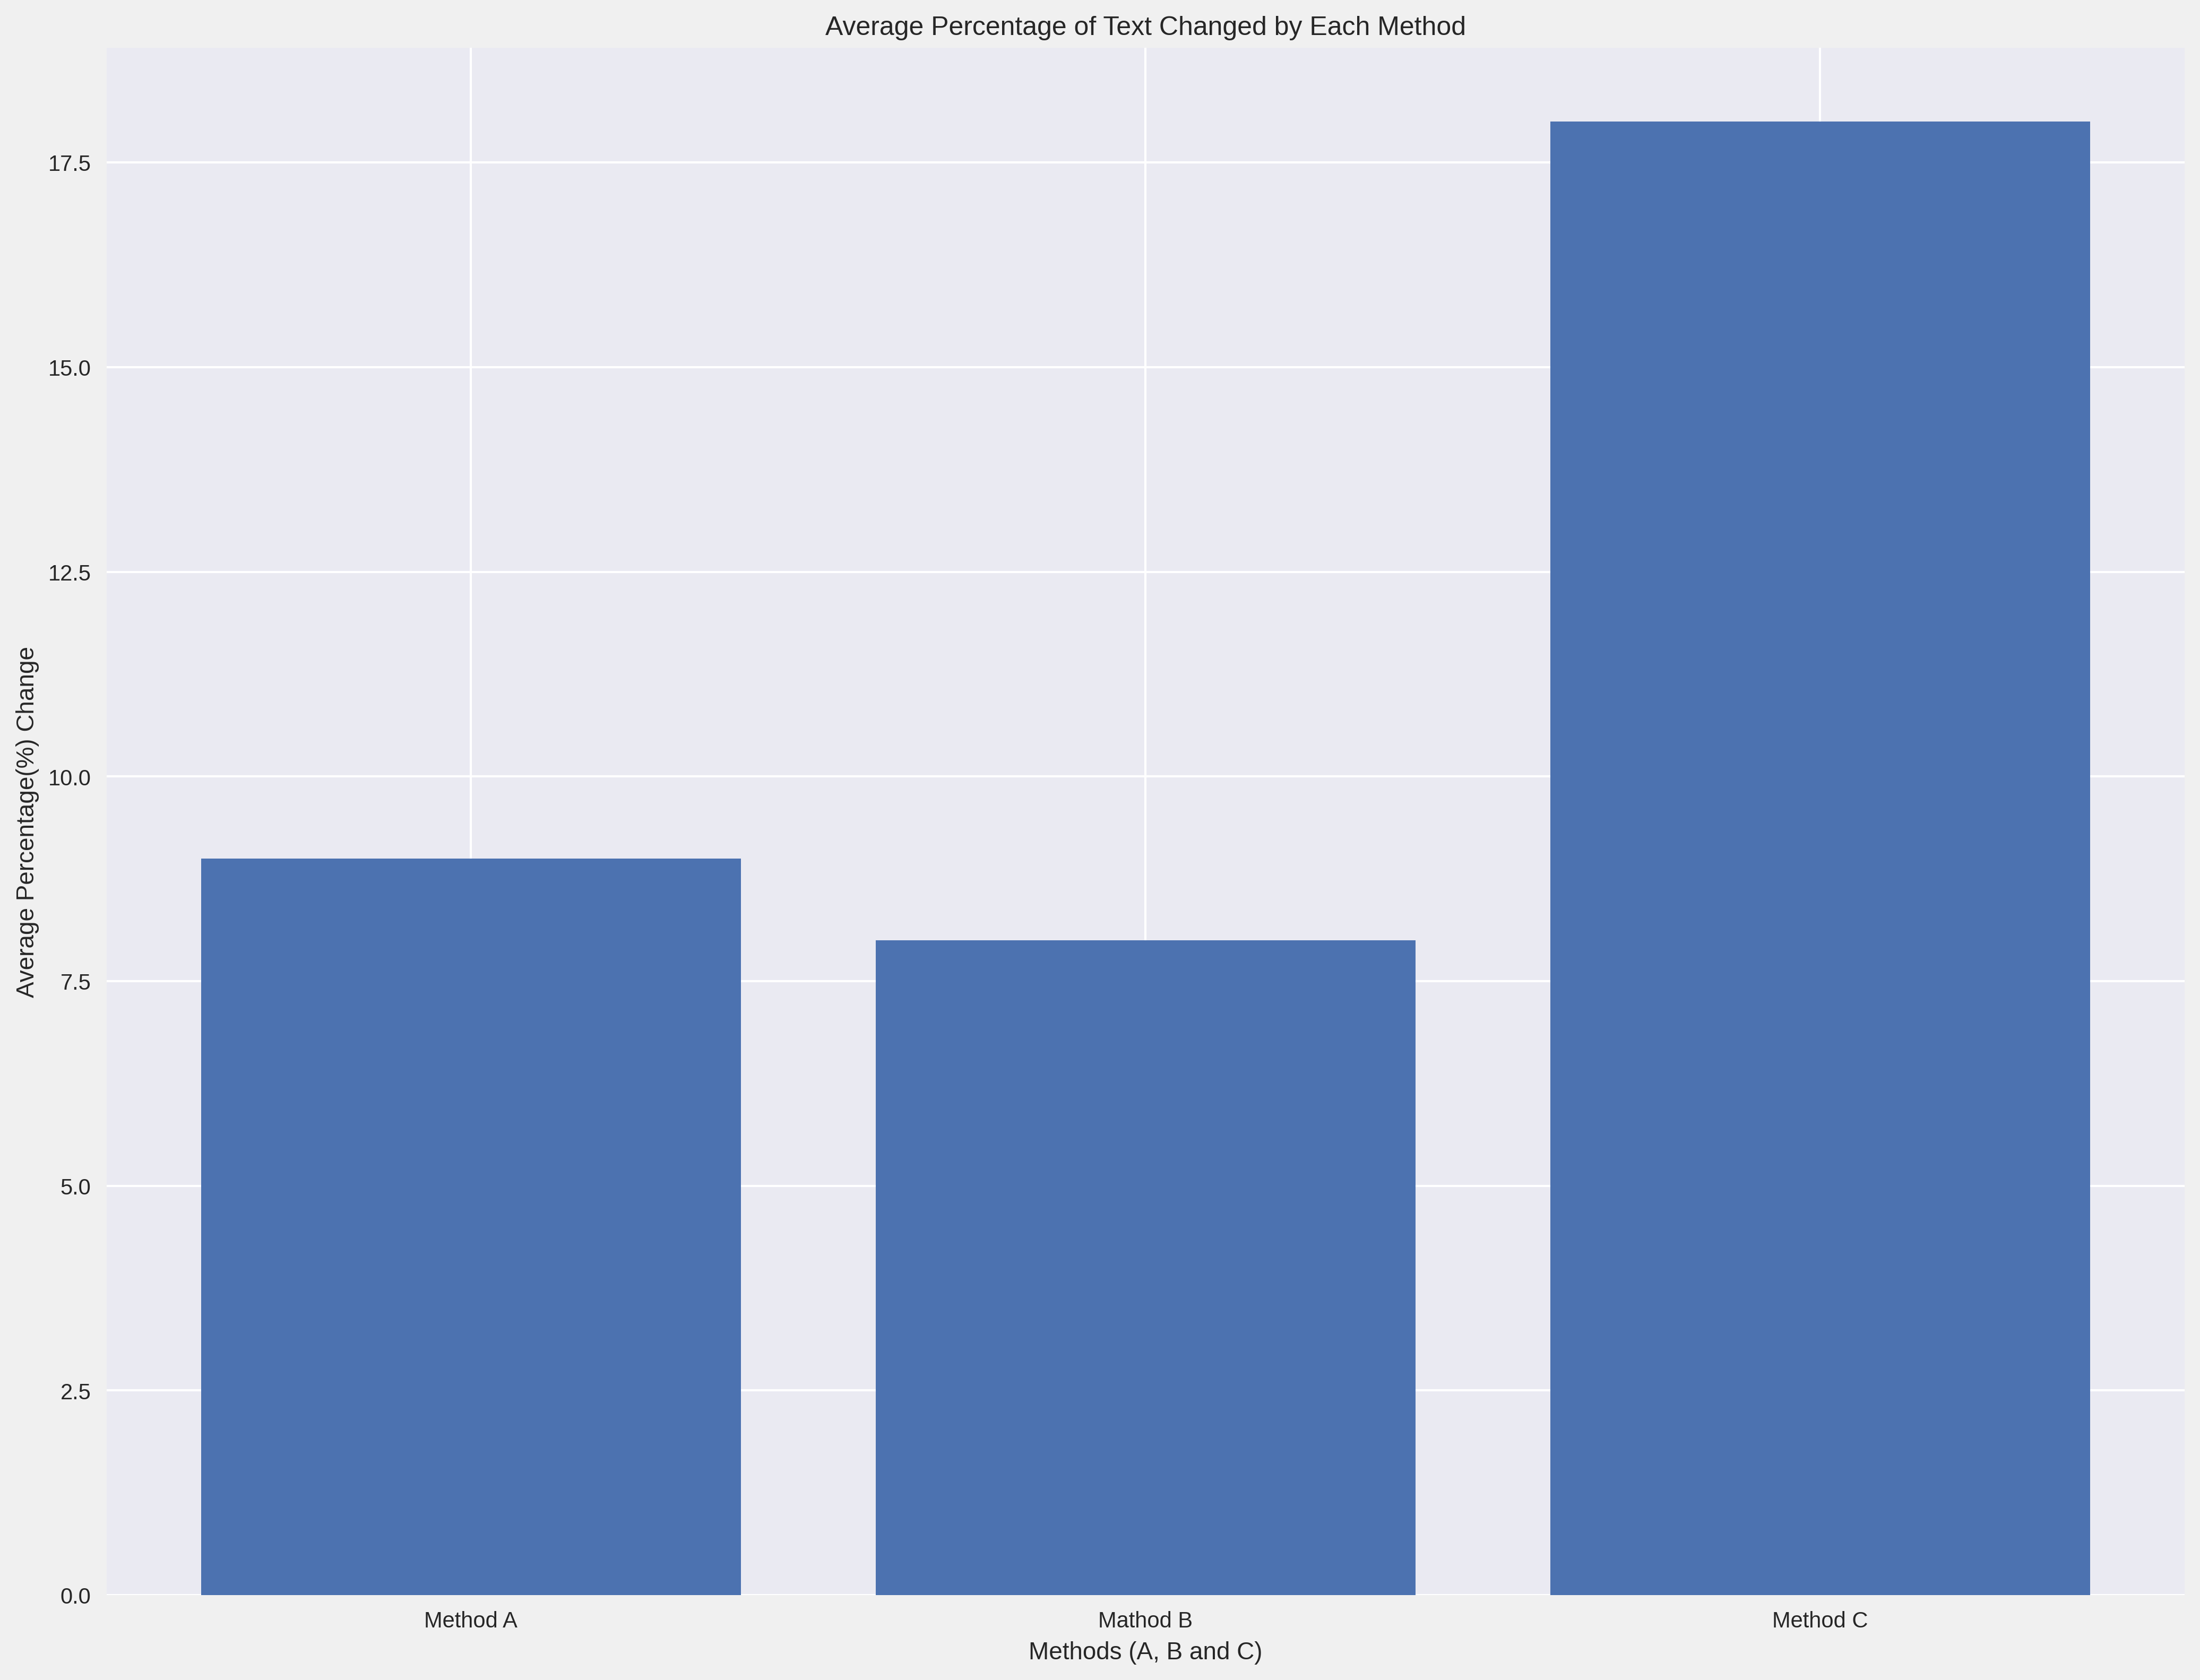 Average Percentage of Text Changed by Each Method
Average Percentage(%) Change
17.5
15.0
12.5
10.0
7.5
5.0
2.5
0.0
Method A
Mathod B
Method C
Methods (A, B and C)